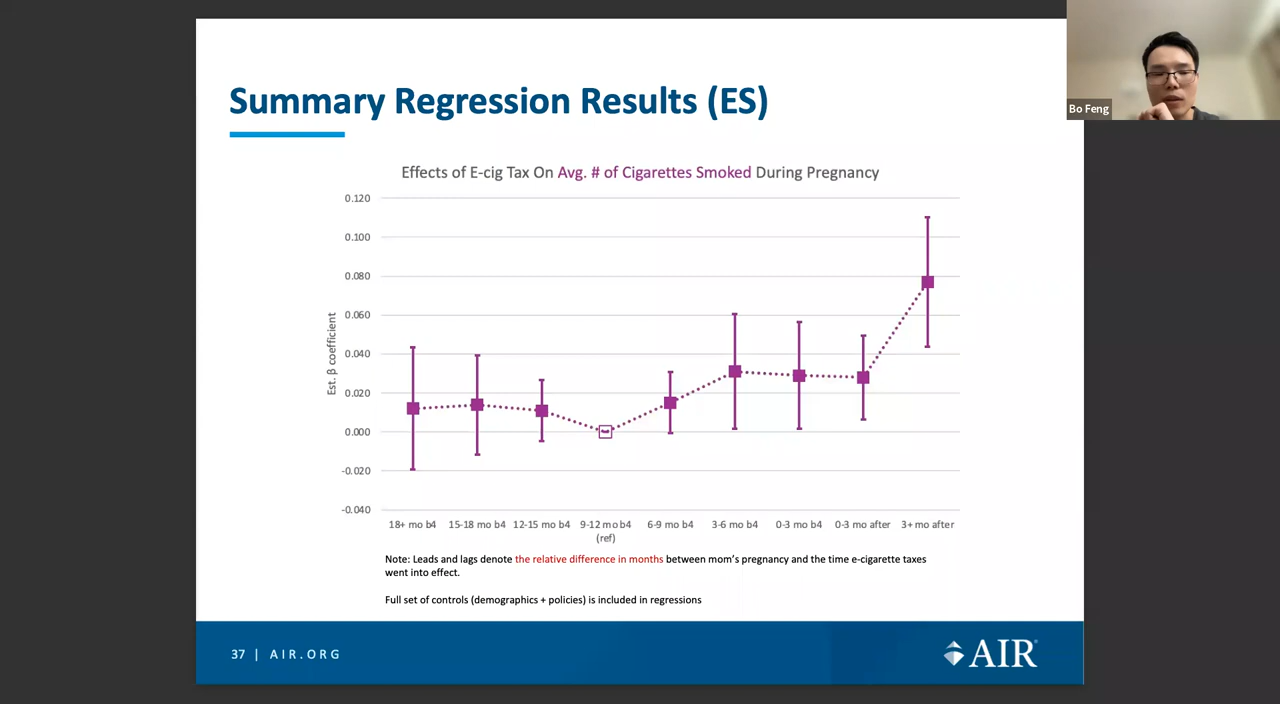 Summary Regression Results (ES)
Bo Feng
Effects of E-cig Tax On Avg. # of Cigarettes Smoked During Pregnancy
0.120
0.100
0.080
0.060
0.040
0.020
0.000
-0.020
-0.040
Est. β coefficient
18+ mo b4 15-18 mo b4 12-15 mo b4 9-12 mo b4 6-9 mo b4 3-6 mo b4 0-3 mo b4 0-3 mo after 3+ mo after
(ref)
Note: Leads and lags denote the relative difference in months between mom’s pregnancy and the time e-cigarette taxes
went into effect.
Full set of controls (demographics + policies) is included in regressions
37 | AIR.ORG
AIR®